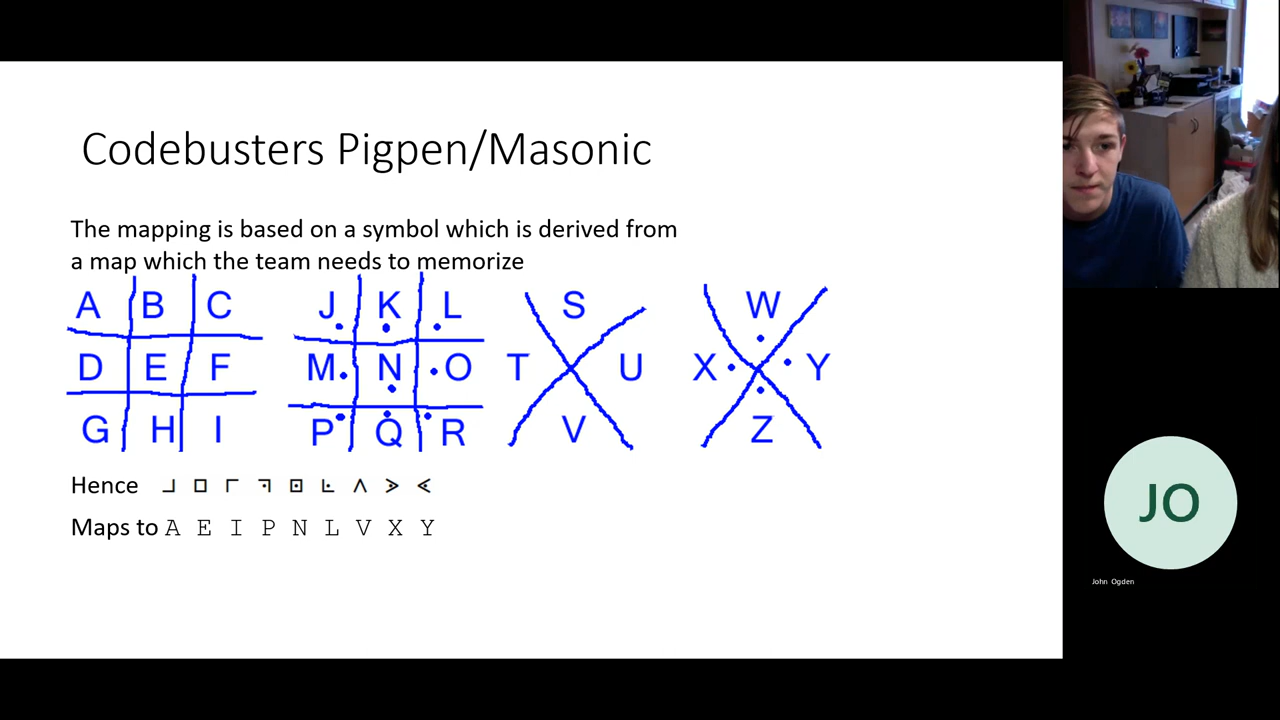 Codebusters Pigpen/Masonic
The mapping is based on a symbol which is derived from
a map which the team needs to memorize
A B C J K L S W
D E F M N O T U X Y
G H I P Q R V Z
Hence
Maps to A E I P N L V X Y
JO
John Ogden